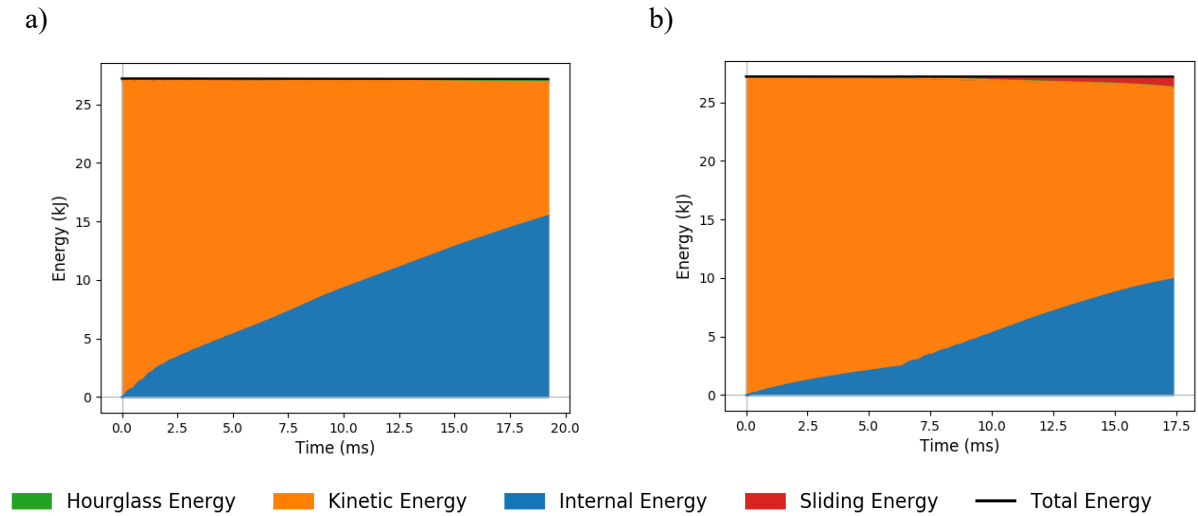 a)
b)
25
20
15
10
5
0
Energy (kJ)
0.0 2.5 5.0 7.5 10.0 12.5 15.0 17.5 20.0
Time (ms)
25
20
15
10
5
0
Energy (kJ)
0.0 2.5 5.0 7.5 10.0 12.5 15.0 17.5
Time (ms)
Hourglass Energy Kinetic Energy Internal Energy Sliding Energy Total Energy